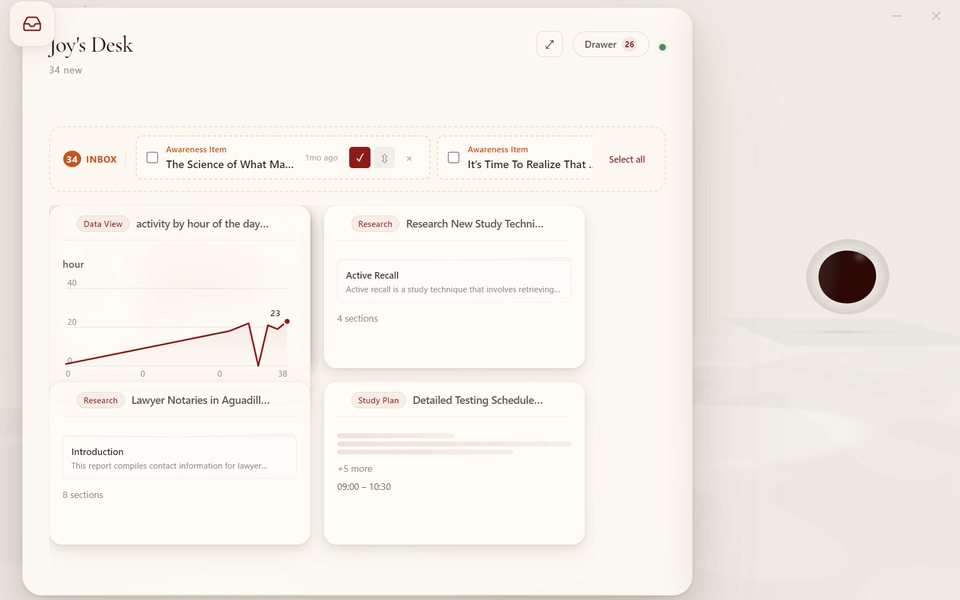 Joy's Desk
34 new
Drawer 26
34 INBOX
Awareness Item
The Science of What Ma...
1mo ago
Awareness Item
It's Time To Realize That ..
Select all
Data View activity by hour of the day...
hour
40
20
0
23
0 0 0 38
Research Research New Study Techni...
Active Recall
Active recall is a study technique that involves retrieving...
4 sections
Research Lawyer Notaries in Aguadill...
Introduction
This report compiles contact information for lawyer...
8 sections
Study Plan Detailed Testing Schedule...
+5 more
09:00 – 10:30